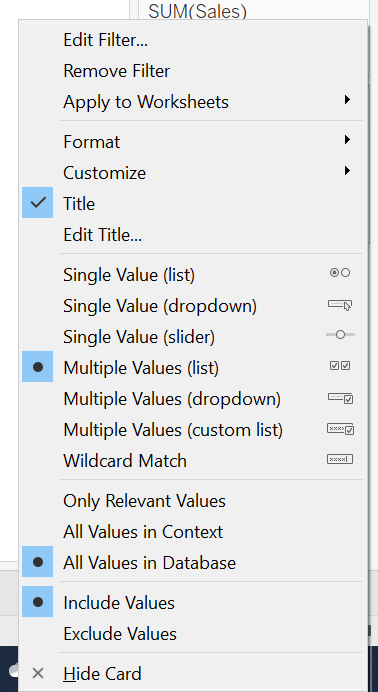 SUM(Sales)
Edit Filter...
Remove Filter
Apply to Worksheets
Format
Customize
Title
Edit Title...
Single Value (list)
Single Value (dropdown)
Single Value (slider)
Multiple Values (list)
Multiple Values (dropdown)
Multiple Values (custom list)
Wildcard Match
Only Relevant Values
All Values in Context
All Values in Database
Include Values
Exclude Values
Hide Card